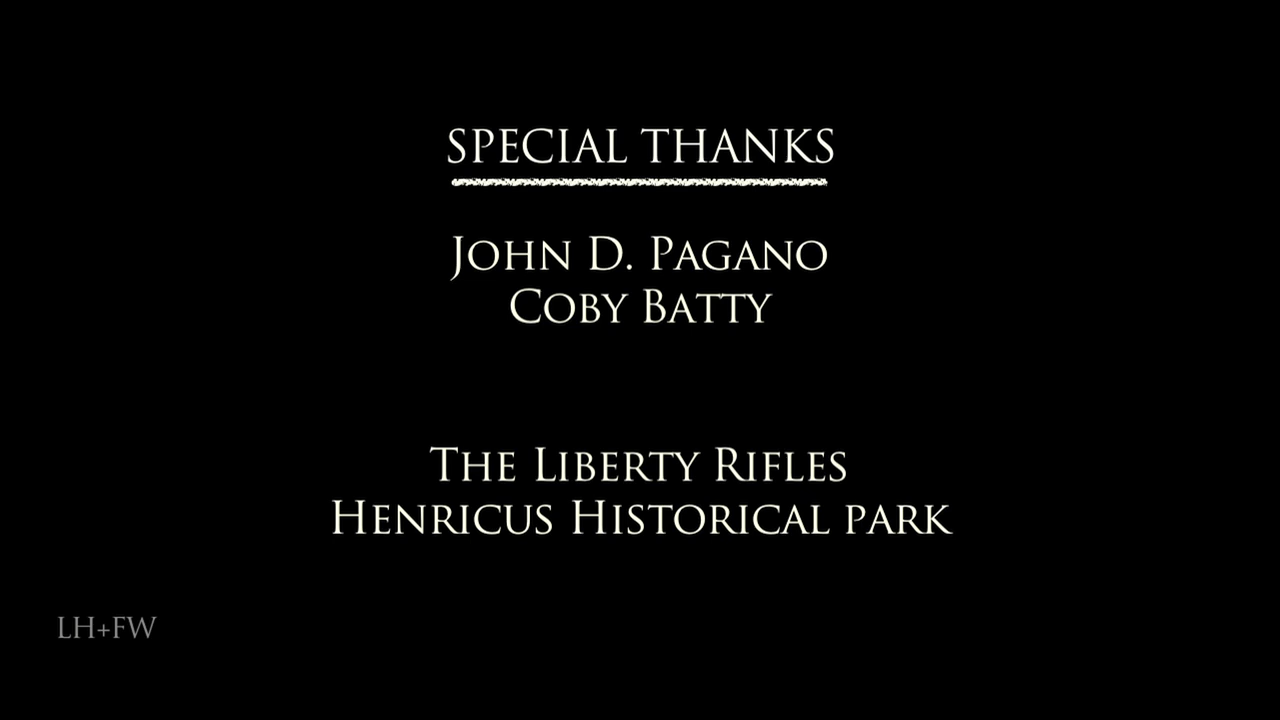 SPECIAL THANKS
John D. Pagano
Coby Batty
The Liberty Rifles
Henricus Historical park
LH+FW